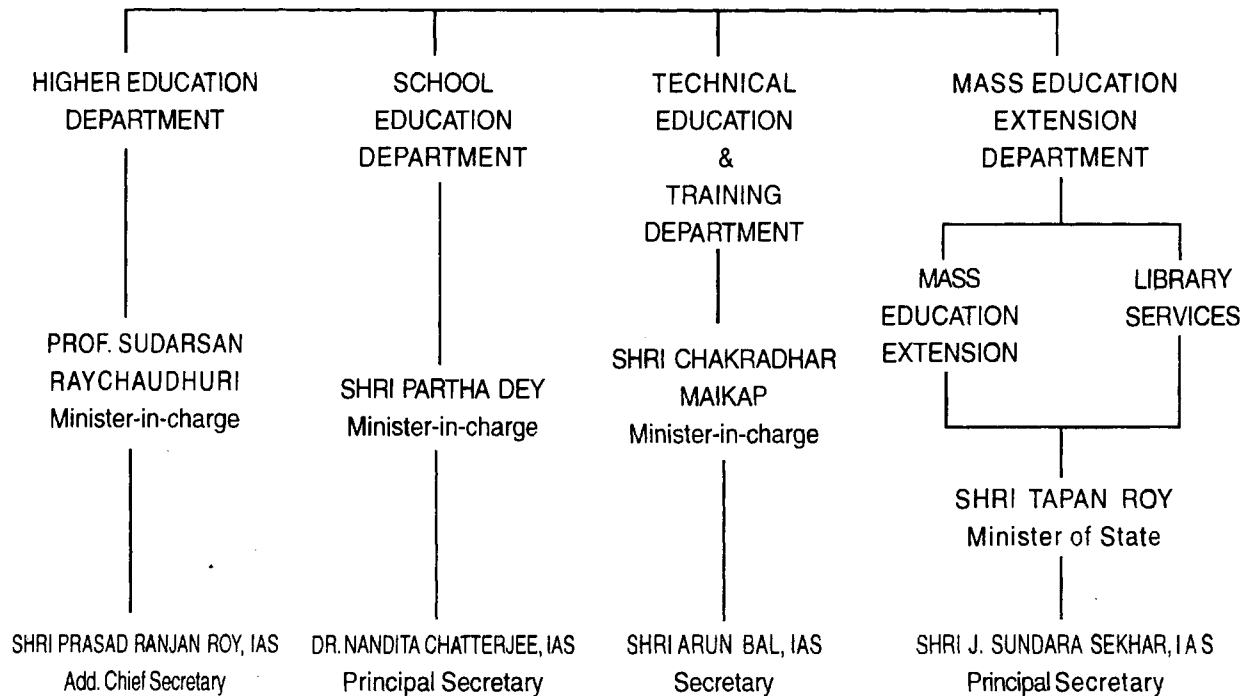 HIGHER EDUCATION
DEPARTMENT
PROF. SUDARSAN
RAYCHAUDHURI
Minister-in-charge
SHRI PRASAD RANJAN ROY, IAS
Add. Chief Secretary
SCHOOL
EDUCATION
DEPARTMENT
SHRI PARTHA DEY
Minister-in-charge
DR. NANDITA CHATTERJEE, IAS
Principal Secretary
TECHNICAL
EDUCATION
&
TRAINING
DEPARTMENT
SHRI CHAKRADHAR
MAIKAP
Minister-in-charge
SHRI ARUN BAL, IAS
Secretary
MASS EDUCATION
EXTENSION
DEPARTMENT
MASS
EDUCATION
EXTENSION
LIBRARY
SERVICES
SHRI TAPAN ROY
Minister of State
SHRI J. SUNDARA SEKHAR, IAS
Principal Secretary